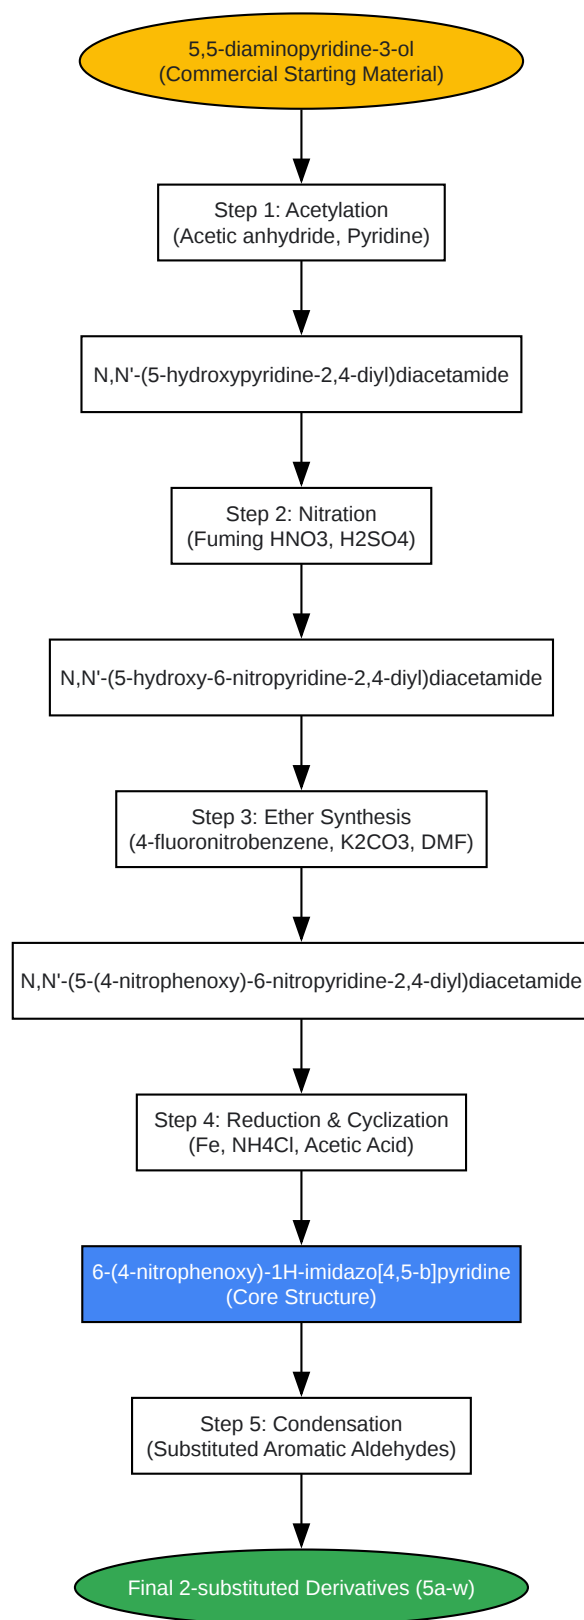 5,5-diaminopyridine-3-ol
(Commercial Starting Material)
Step 1: Acetylation
(Acetic anhydride, Pyridine)
N,N'-(5-hydroxypyridine-2,4-diyl)diacetamide
Step 2: Nitration
(Fuming HNO3, H2SO4)
N,N'-(5-hydroxy-6-nitropyridine-2,4-diyl)diacetamide
Step 3: Ether Synthesis
(4-fluoronitrobenzene, K2CO3, DMF)
N,N'-(5-(4-nitrophenoxy)-6-nitropyridine-2,4-diyl)diacetamide
Step 4: Reduction & Cyclization
(Fe, NH4Cl, Acetic Acid)
6-(4-nitrophenoxy)-1H-imidazo[4,5-b]pyridine
(Core Structure)
Step 5: Condensation
(Substituted Aromatic Aldehydes)
Final 2-substituted Derivatives (5a-w)